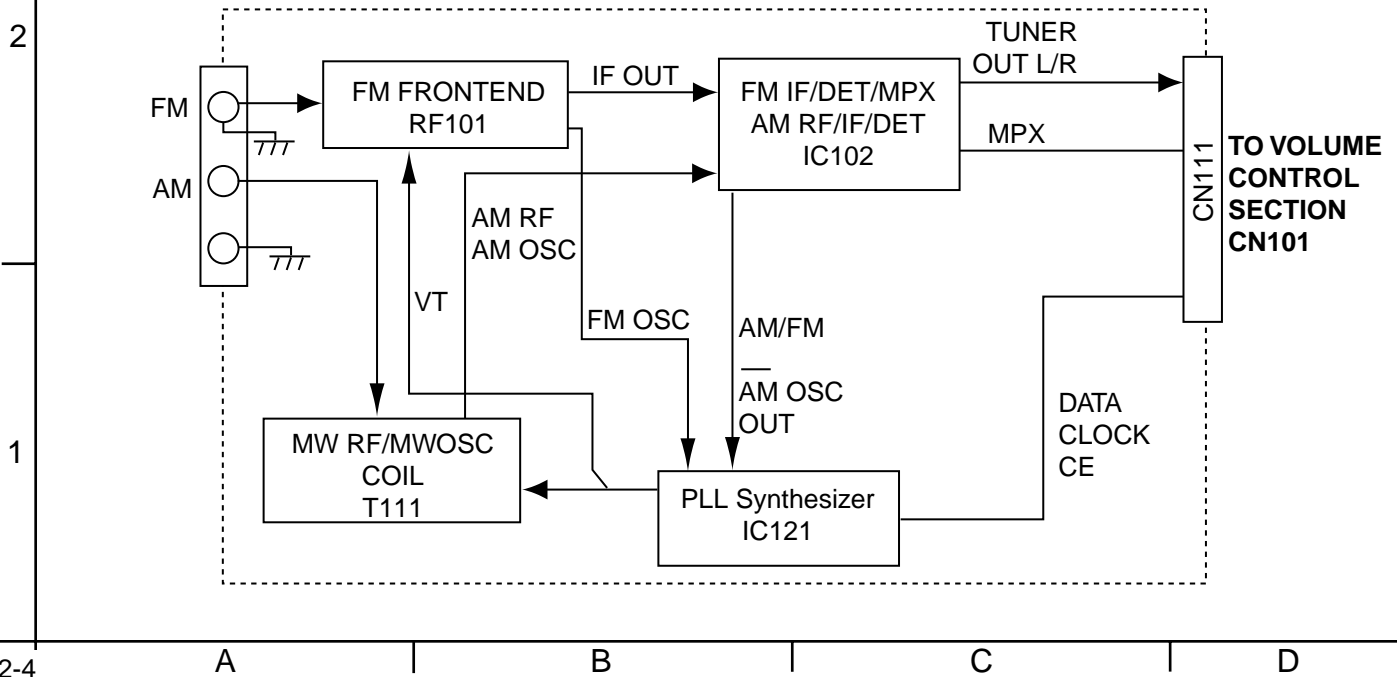 2
FM
AM
FM FRONTEND
RF101
IF OUT
FM IF/DET/MPX
AM RF/IF/DET
IC102
TUNER
OUT L/R
MPX
CN111
TO VOLUME
CONTROL
SECTION
CN101
AM RF
AM OSC
VT
FM OSC
AM/FM
AM OSC
OUT
DATA
CLOCK
CE
1
MW RF/MWOSC
COIL
T111
PLL Synthesizer
IC121
2-4
A
B
C
D